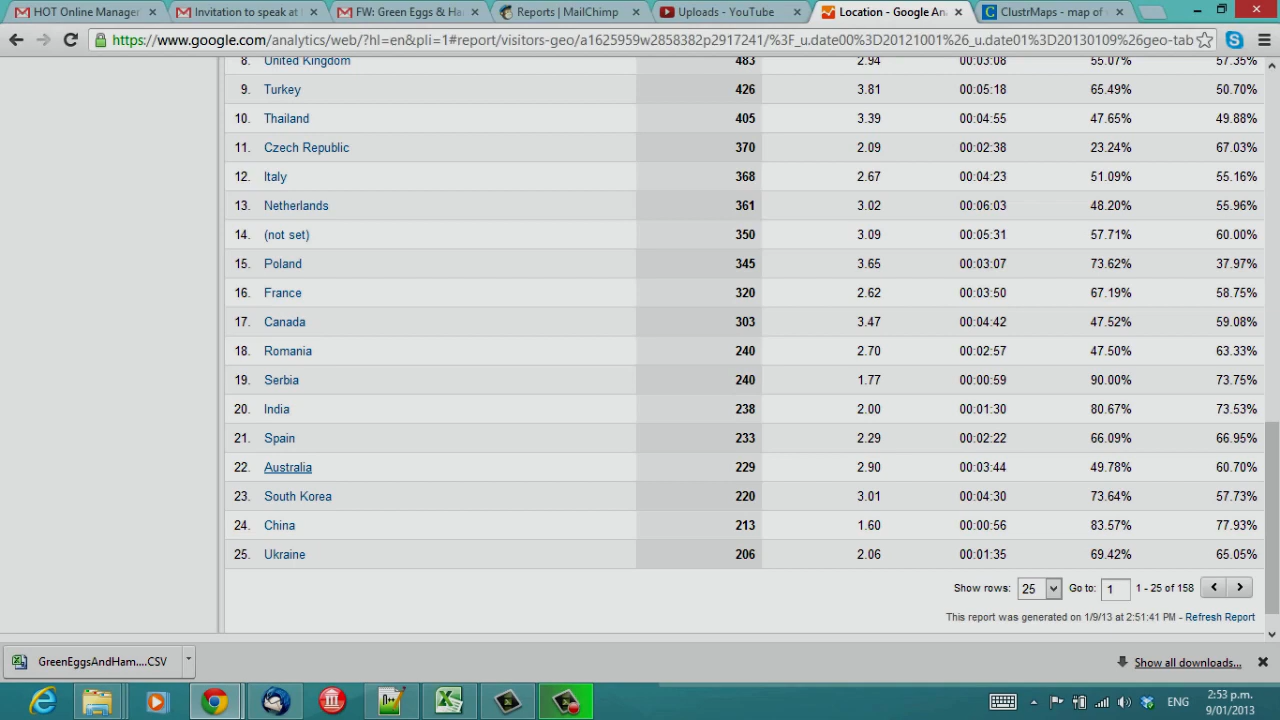 HOT Online Manager
Invitation to speak at
FW: Green Eggs & Ha
Reports | MailChimp
Uploads - YouTube
Location - Google An
ClustrMaps - map of
https://www.google.com/analytics/web/?hl=en&pli=1#report/visitors-geo/a1625959w2858382p2917241/%3F_u.date00%3D20121001%26_u.date01%3D20130109%26geo-tab
8. United Kingdom 483 2.94 00:03:08 55.07% 57.35%
9. Turkey 426 3.81 00:05:18 65.49% 50.70%
10. Thailand 405 3.39 00:04:55 47.65% 49.88%
11. Czech Republic 370 2.09 00:02:38 23.24% 67.03%
12. Italy 368 2.67 00:04:23 51.09% 55.16%
13. Netherlands 361 3.02 00:06:03 48.20% 55.96%
14. (not set) 350 3.09 00:05:31 57.71% 60.00%
15. Poland 345 3.65 00:03:07 73.62% 37.97%
16. France 320 2.62 00:03:50 67.19% 58.75%
17. Canada 303 3.47 00:04:42 47.52% 59.08%
18. Romania 240 2.70 00:02:57 47.50% 63.33%
19. Serbia 240 1.77 00:00:59 90.00% 73.75%
20. India 238 2.00 00:01:30 80.67% 73.53%
21. Spain 233 2.29 00:02:22 66.09% 66.95%
22. Australia 229 2.90 00:03:44 49.78% 60.70%
23. South Korea 220 3.01 00:04:30 73.64% 57.73%
24. China 213 1.60 00:00:56 83.57% 77.93%
25. Ukraine 206 2.06 00:01:35 69.42% 65.05%
Show rows: 25 Go to: 1 1 - 25 of 158
This report was generated on 1/9/13 at 2:51:41 PM - Refresh Report
GreenEggsAndHam....CSV
Show all downloads...
ENG
2:53 p.m.
9/01/2013